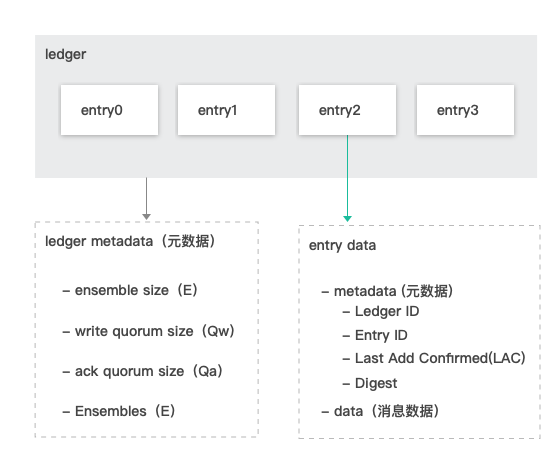 ledger
entry0
entry1
entry2
entry3
ledger metadata（元数据）
– ensemble size（E）
– write quorum size（Qw）
– ack quorum size（Qa）
– Ensembles（E）
entry data
– metadata (元数据)
– Ledger ID
– Entry ID
– Last Add Confirmed(LAC)
– Digest
– data（消息数据）